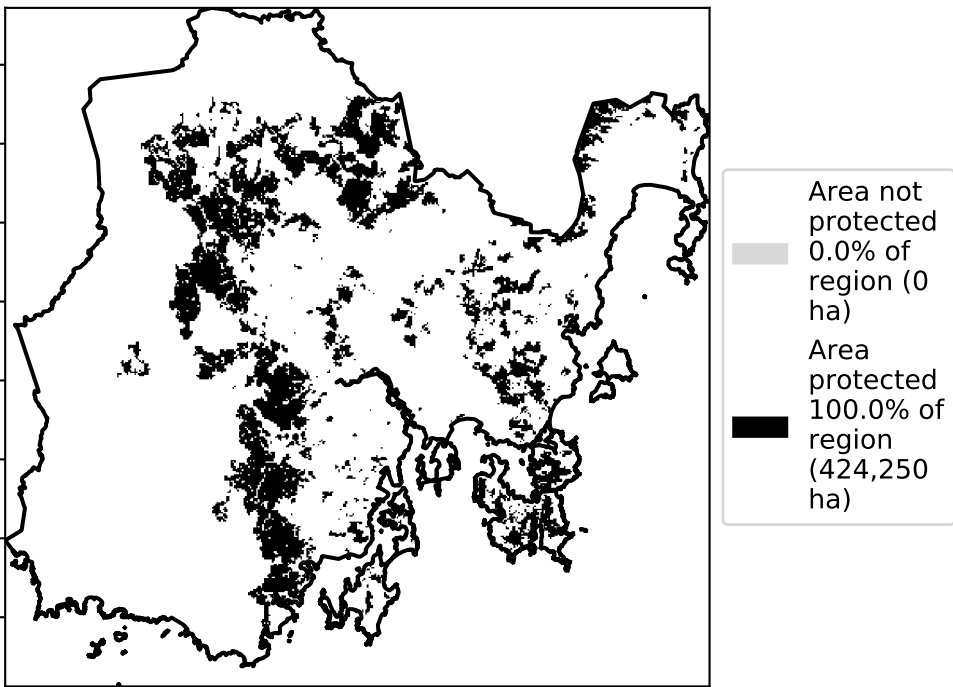 Area not
protected
0.0% of
region (0
ha)
Area
protected
100.0% of
region
(424,250
ha)